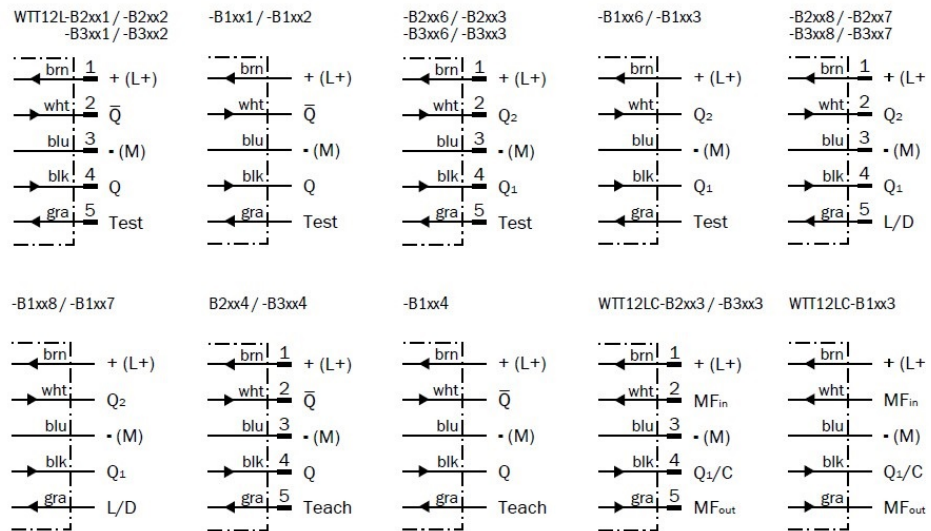 WTT12L-B2xx1 / -B2xx2
-B3xx1 / -B3xx2
brn 1 + (L+)
wht 2 Q̅
blu 3 - (M)
blk 4 Q
gra 5 Test
-B1xx1 / -B1xx2
brn + (L+)
wht Q̅
blu - (M)
blk Q
gra Test
-B2xx6 / -B2xx3
-B3xx6 / -B3xx3
brn 1 + (L+)
wht 2 Q₂
blu 3 - (M)
blk 4 Q₁
gra 5 Test
-B1xx6 / -B1xx3
brn + (L+)
wht Q₂
blu - (M)
blk Q₁
gra Test
-B2xx8 / -B2xx7
-B3xx8 / -B3xx7
brn 1 + (L+
wht 2 Q₂
blu 3 - (M)
blk 4 Q₁
gra 5 L/D
-B1xx8 / -B1xx7
brn + (L+)
wht Q₂
blu - (M)
blk Q₁
gra L/D
B2xx4 / -B3xx4
brn 1 + (L+)
wht 2 Q̅
blu 3 - (M)
blk 4 Q
gra 5 Teach
-B1xx4
brn + (L+)
wht Q̅
blu - (M)
blk Q
gra Teach
WTT12LC-B2xx3 / -B3xx3
brn 1 + (L+)
wht 2 MFin
blu 3 - (M)
blk 4 Q₁/C
gra 5 MFout
WTT12LC-B1xx3
brn + (L+
wht MFin
blu - (M)
blk Q₁/C
gra MFout